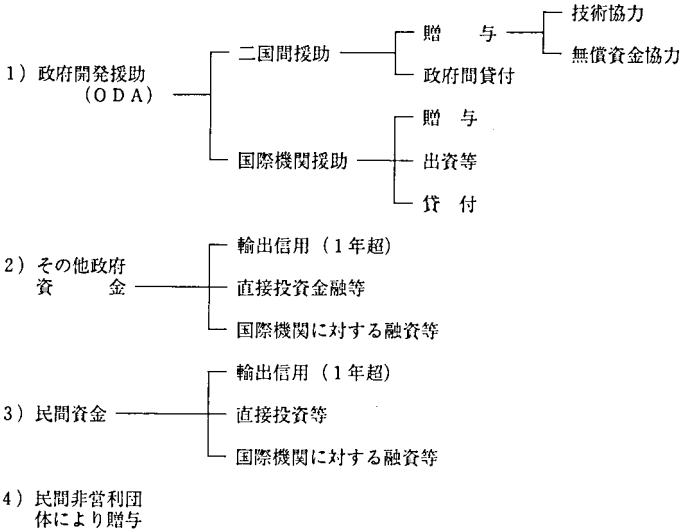 技術協力
贈 与
無償資金協力
二国間援助
政府間貸付
1）政府開発援助
（ＯＤＡ）
贈 与
国際機関援助
出資等
貸 付
輸出信用（１年超）
2）その他政府
資 金
直接投資金融等
国際機関に対する融資等
輸出信用（１年超）
3）民間資金
直接投資等
国際機関に対する融資等
4）民間非営利団
体により贈与